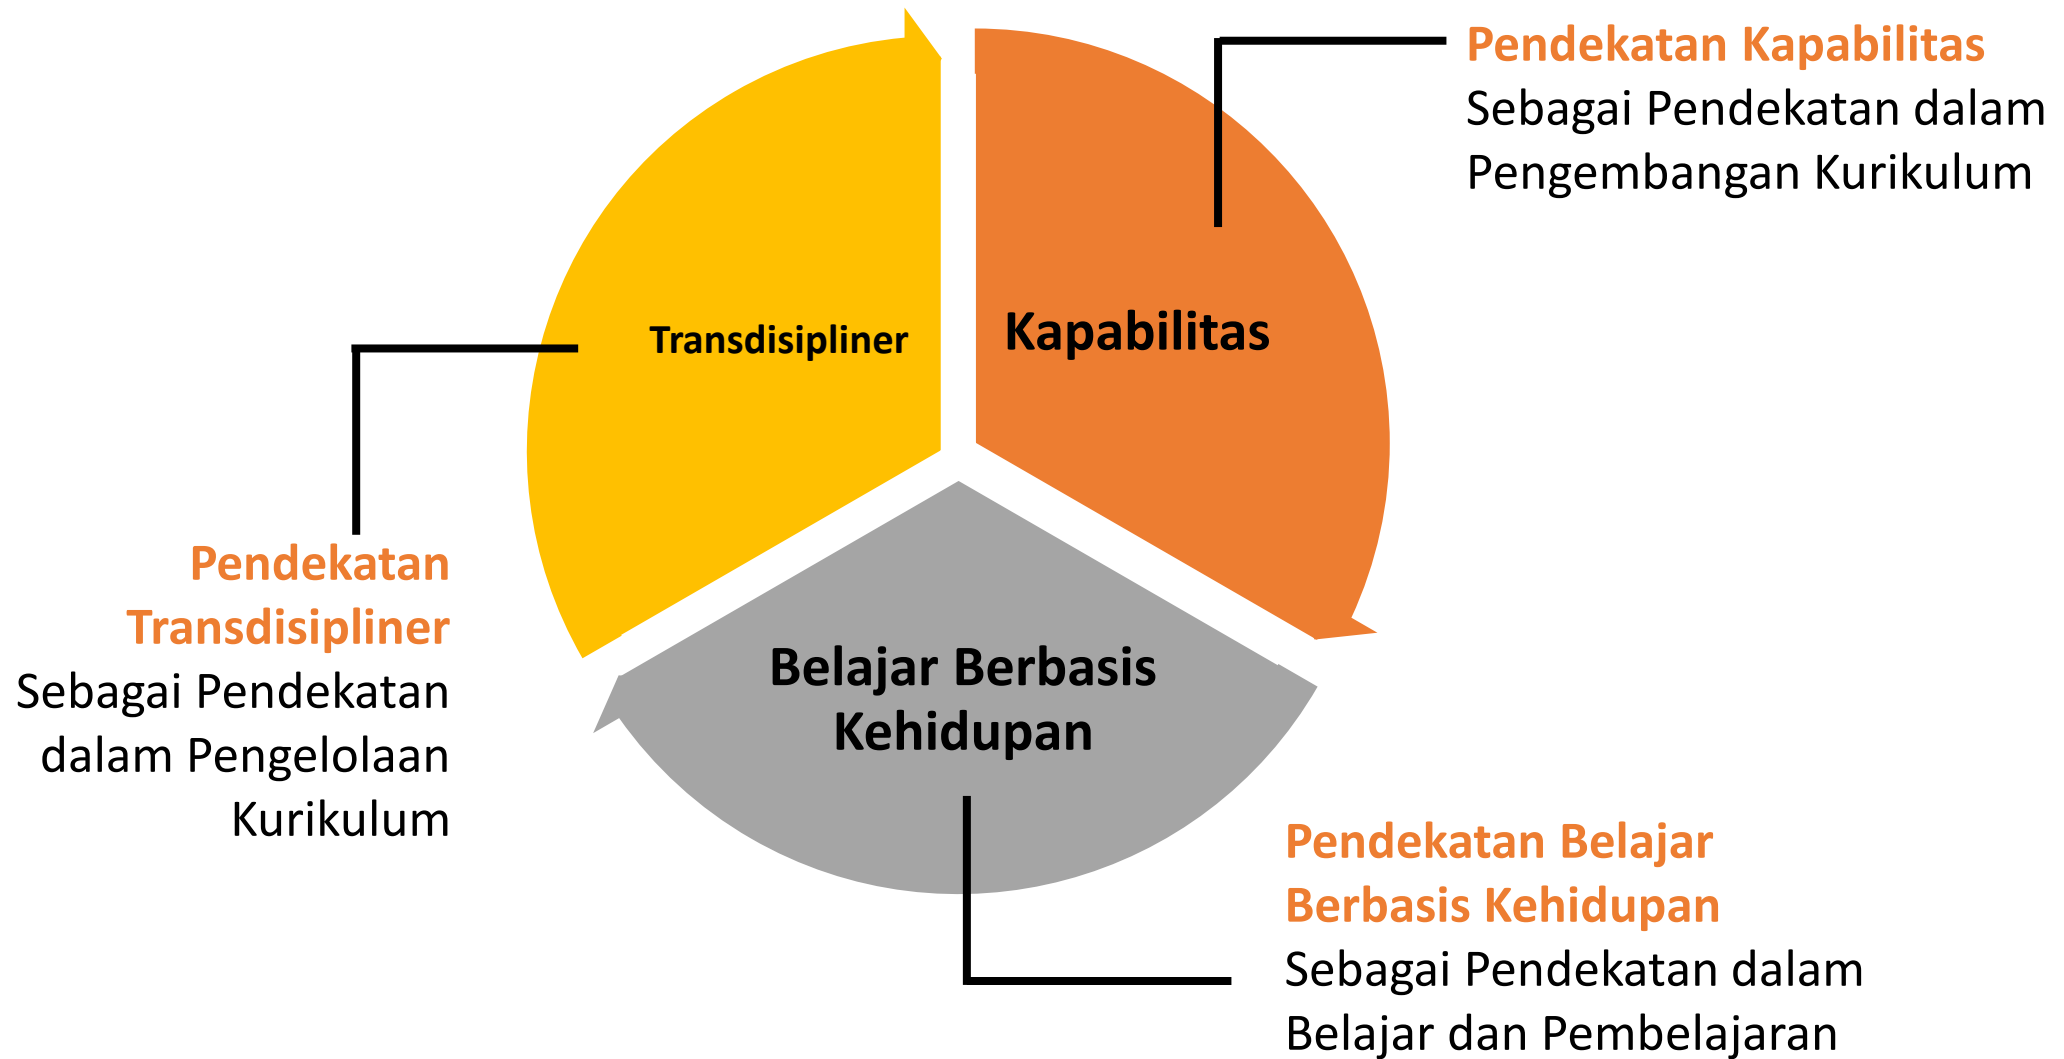 Pendekatan Kapabilitas
Sebagai Pendekatan dalam
Pengembangan Kurikulum
Transdisipliner
Kapabilitas
Pendekatan
Transdisipliner
Sebagai Pendekatan
dalam Pengelolaan
Kurikulum
Belajar Berbasis
Kehidupan
Pendekatan Belajar
Berbasis Kehidupan
Sebagai Pendekatan dalam
Belajar dan Pembelajaran